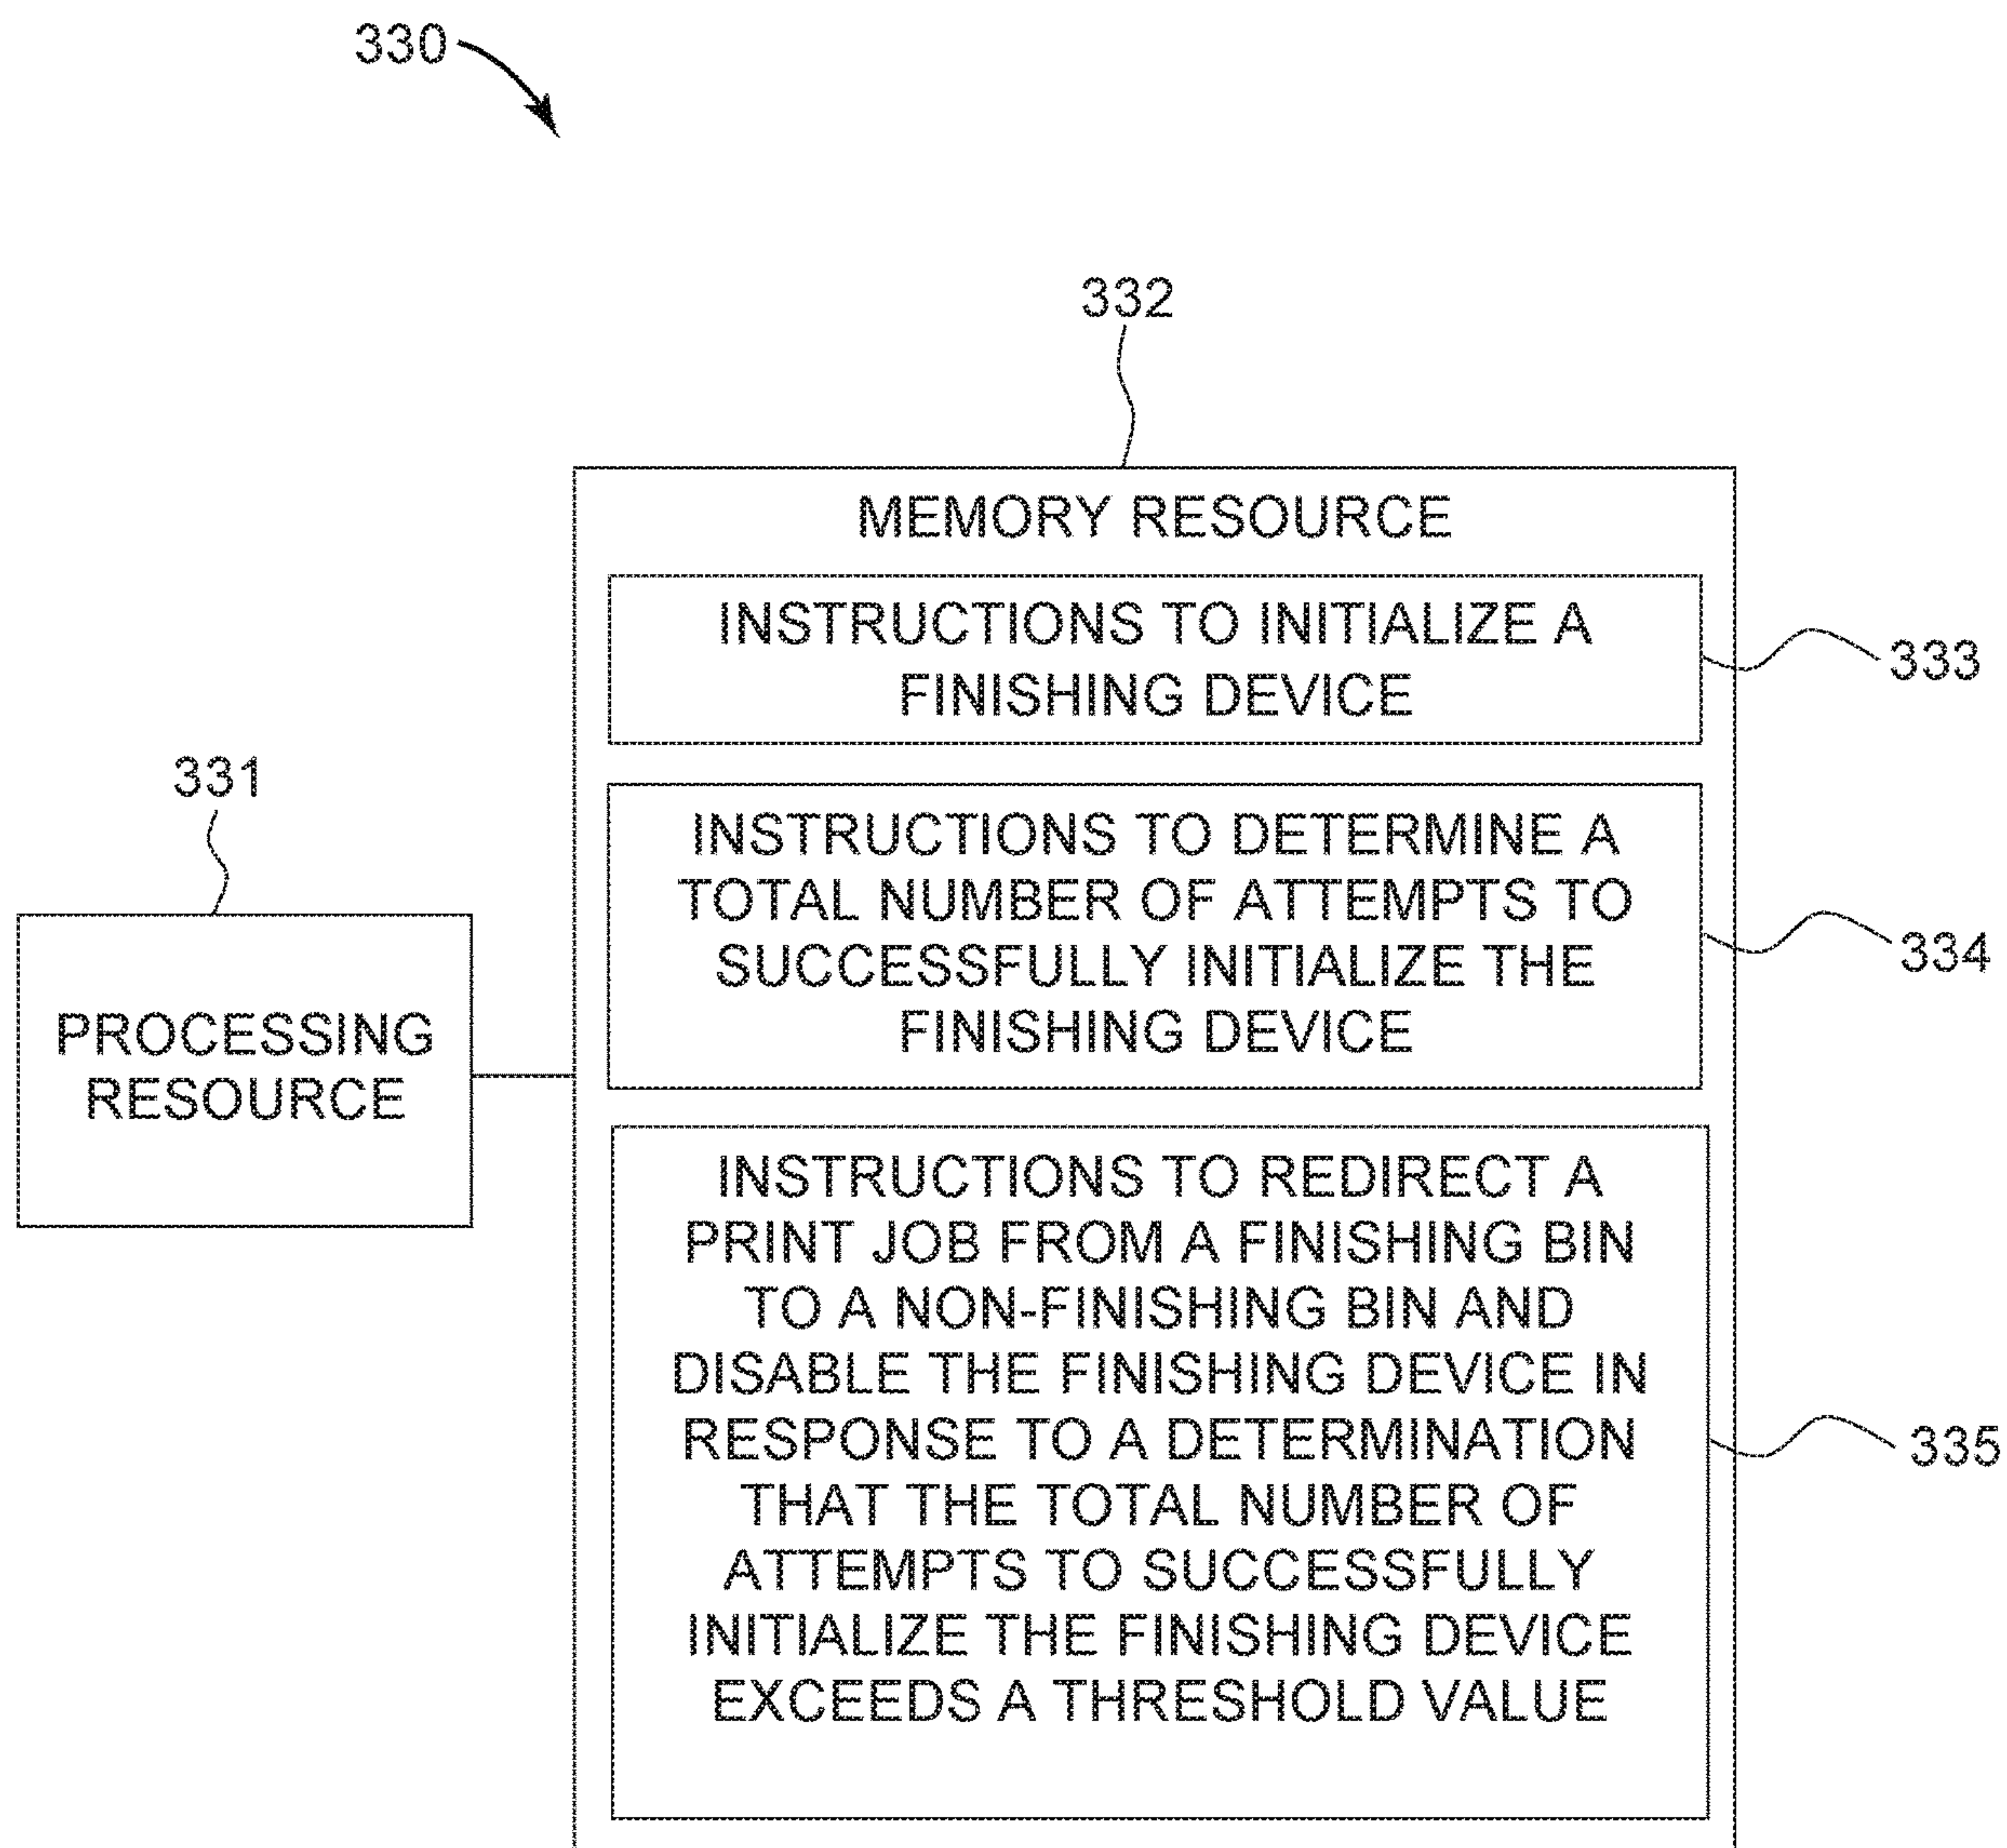 330
332
MEMORY RESOURCE
INSTRUCTIONS TO INITIALIZE A
FINISHING DEVICE
333
331
INSTRUCTIONS TO DETERMINE A
TOTAL NUMBER OF ATTEMPTS TO
SUCCESSFULLY INITIALIZE THE
FINISHING DEVICE
334
PROCESSING
RESOURCE
INSTRUCTIONS TO REDIRECT A
PRINT JOB FROM A FINISHING BIN
TO A NON-FINISHING BIN AND
DISABLE THE FINISHING DEVICE IN
RESPONSE TO A DETERMINATION
THAT THE TOTAL NUMBER OF
ATTEMPTS TO SUCCESSFULLY
INITIALIZE THE FINISHING DEVICE
EXCEEDS A THRESHOLD VALUE
335